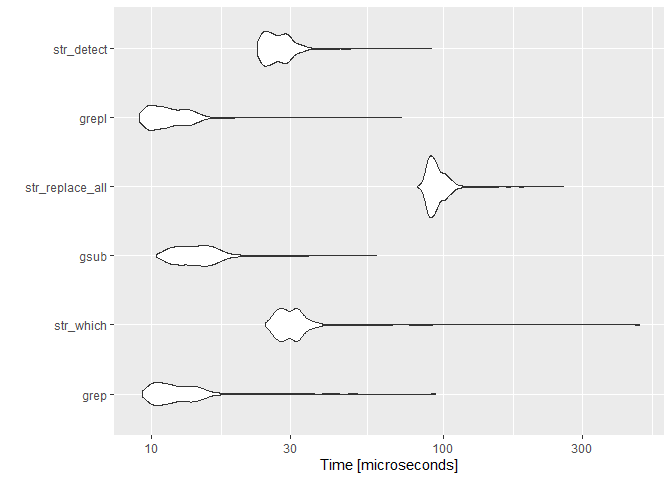 str_detect
grepl
str_replace_all
gsub
str_which
grep
10 30 100 300
Time [microseconds]